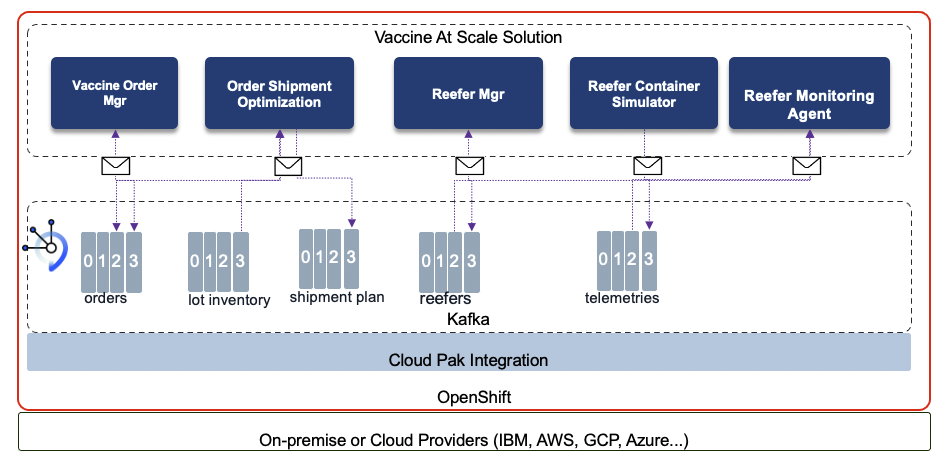 Vaccine At Scale Solution
Vaccine Order
Mgr
Order Shipment
Optimization
Reefer Mgr
Reefer Container
Simulator
Reefer Monitoring
Agent
0 1 2 3
orders
0 1 2 3
lot inventory
0 1 2 3
shipment plan
0 1 2 3
reefers
0 1 2 3
telemetries
Kafka
Cloud Pak Integration
OpenShift
On-premise or Cloud Providers (IBM, AWS, GCP, Azure...)